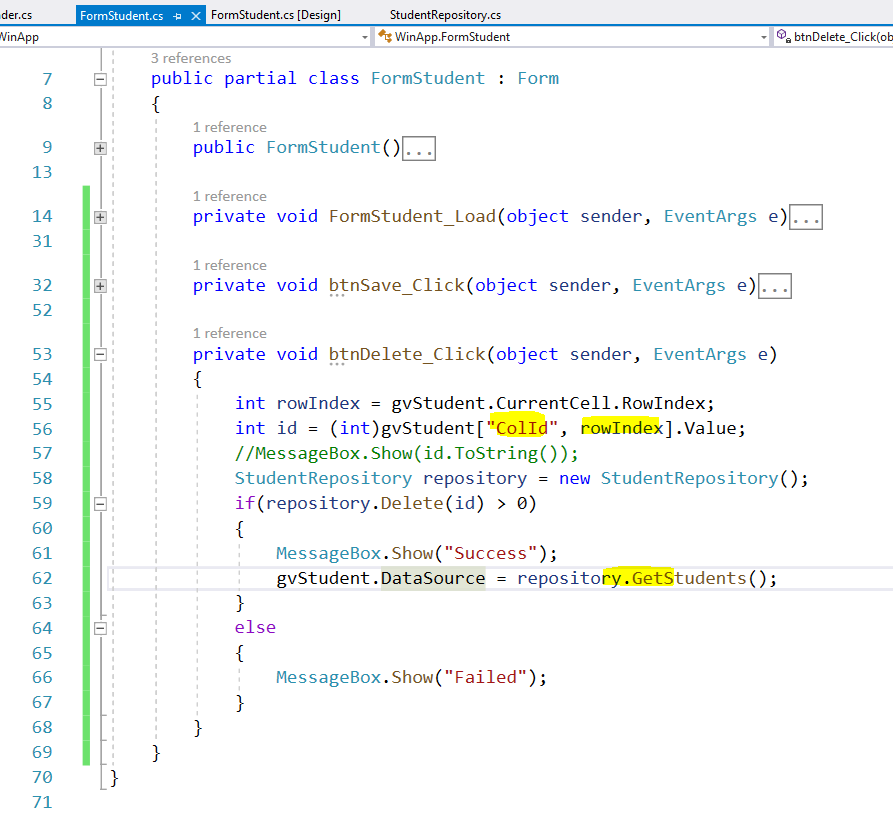 der.cs FormStudent.cs FormStudent.cs [Design] StudentRepository.cs
WinApp WinApp.FormStudent btnDelete_Click(ob
3 references
7 public partial class FormStudent : Form
8 {
1 reference
9 public FormStudent()...
13
1 reference
14 private void FormStudent_Load(object sender, EventArgs e)...
31
1 reference
32 private void btnSave_Click(object sender, EventArgs e)...
52
1 reference
53 private void btnDelete_Click(object sender, EventArgs e)
54 {
55 int rowIndex = gvStudent.CurrentCell.RowIndex;
56 int id = (int)gvStudent["ColId", rowIndex].Value;
57 //MessageBox.Show(id.ToString());
58 StudentRepository repository = new StudentRepository();
59 if(repository.Delete(id) > 0)
60 {
61 MessageBox.Show("Success");
62 gvStudent.DataSource = repository.GetStudents();
63 }
64 else
65 {
66 MessageBox.Show("Failed");
67 }
68 }
69 }
70 }
71